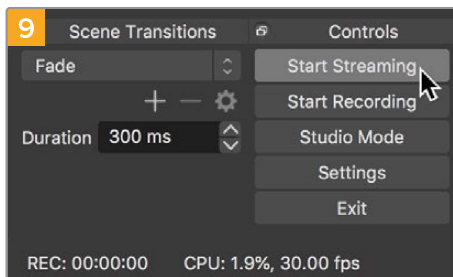 9
Scene Transitions
Controls
Fade
Start Streaming
Start Recording
Duration 300 ms
Studio Mode
Settings
Exit
REC: 00:00:00 CPU: 1.9%, 30.00 fps